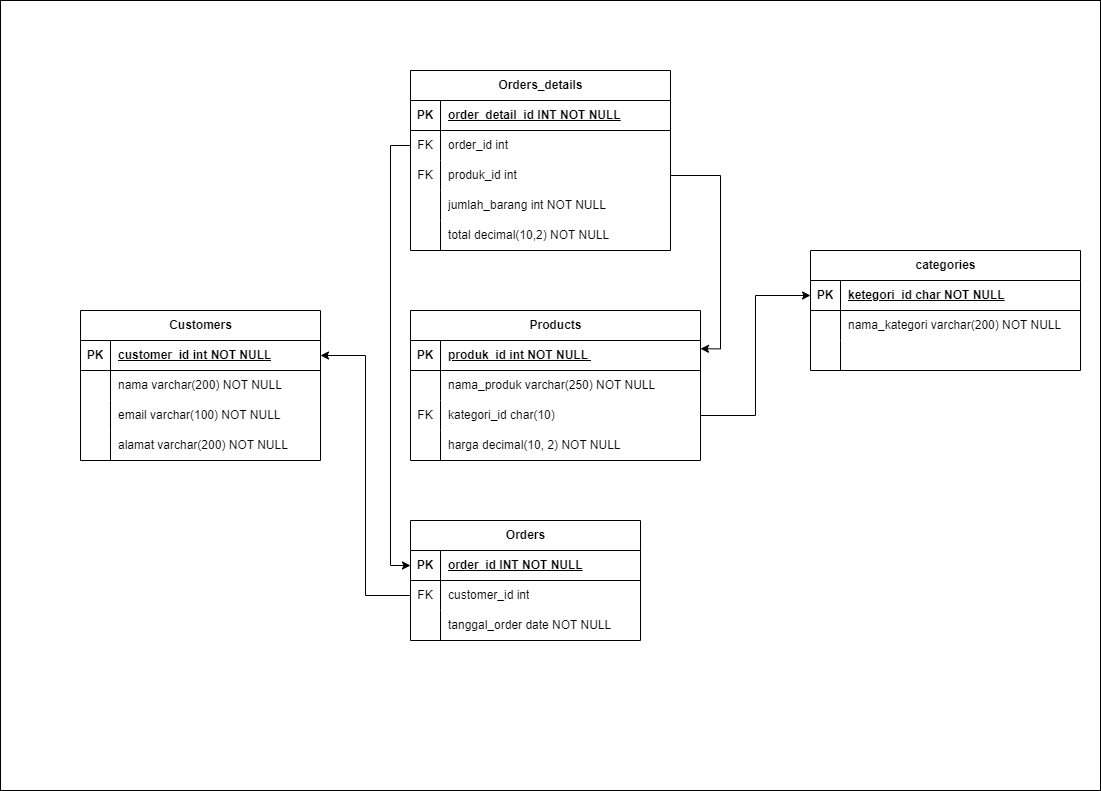 Orders_details
PK order_detail_id INT NOT NULL
FK order_id int
FK produk_id int
jumlah_barang int NOT NULL
total decimal(10,2) NOT NULL
categories
PK ketegori_id char NOT NULL
nama_kategori varchar(200) NOT NULL
Customers
PK customer_id int NOT NULL
nama varchar(200) NOT NULL
email varchar(100) NOT NULL
alamat varchar(200) NOT NULL
Products
PK produk_id int NOT NULL
nama_produk varchar(250) NOT NULL
FK kategori_id char(10)
harga decimal(10, 2) NOT NULL
Orders
PK order_id INT NOT NULL
FK customer_id int
tanggal_order date NOT NULL